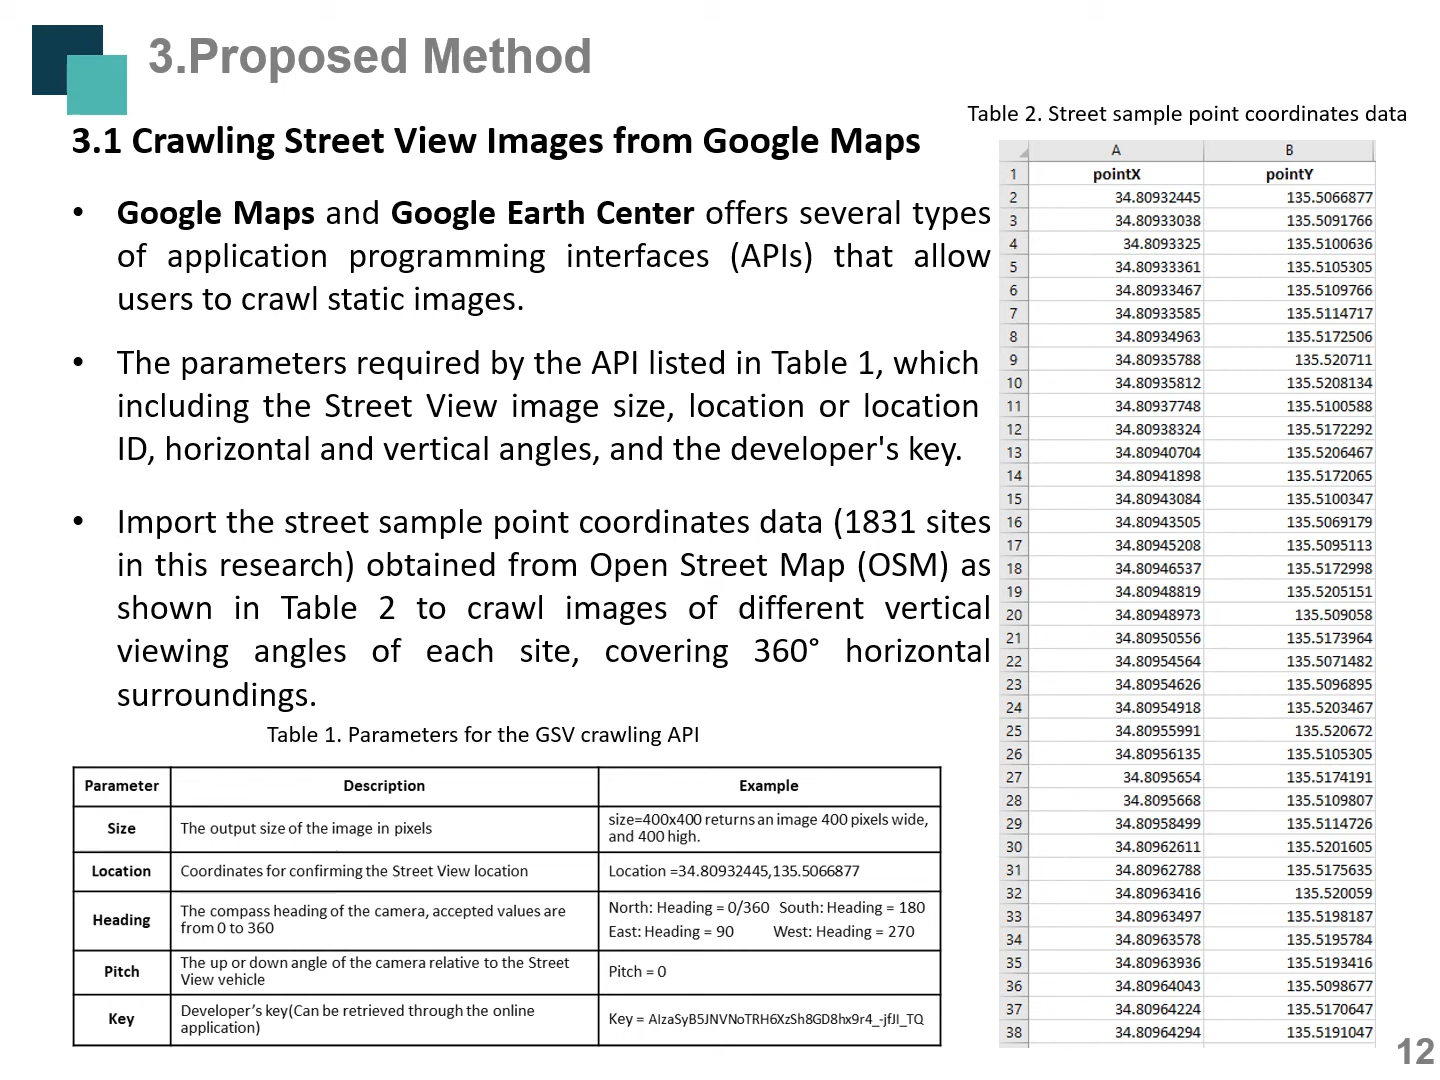 3.Proposed Method
3.1 Crawling Street View Images from Google Maps
• Google Maps and Google Earth Center offers several types
of application programming interfaces (APIs) that allow
users to crawl static images.
• The parameters required by the API listed in Table 1, which
including the Street View image size, location or location
ID, horizontal and vertical angles, and the developer's key.
• Import the street sample point coordinates data (1831 sites
in this research) obtained from Open Street Map (OSM) as
shown in Table 2 to crawl images of different vertical
viewing angles of each site, covering 360° horizontal
surroundings.
Table 1. Parameters for the GSV crawling API
Parameter Description Example
Size The output size of the image in pixels size=400x400 returns an image 400 pixels wide,
and 400 high.
Location Coordinates for confirming the Street View location Location =34.80932445,135.5066877
Heading The compass heading of the camera, accepted values are
from 0 to 360
North: Heading = 0/360 South: Heading = 180
East: Heading = 90 West: Heading = 270
Pitch The up or down angle of the camera relative to the Street
View vehicle
Pitch = 0
Key Developer’s key(Can be retrieved through the online
application)
Key = AIzaSyB5JNVNoTRH6XzSh8GD8hx9r4_-jfJI_TQ
Table 2. Street sample point coordinates data
A B
1 pointX pointY
2 34.80932445 135.5066877
3 34.80933038 135.5091766
4 34.8093325 135.5100636
5 34.80933361 135.5105305
6 34.80933467 135.5109766
7 34.80933585 135.5114717
8 34.80934963 135.5172506
9 34.80935788 135.520711
10 34.80935812 135.5208134
11 34.80937748 135.5100588
12 34.80938324 135.5172292
13 34.80940704 135.5206467
14 34.80941898 135.5172065
15 34.80943084 135.5100347
16 34.80943505 135.5069179
17 34.80945208 135.5095113
18 34.80946537 135.5172998
19 34.80948819 135.5205151
20 34.80948973 135.509058
21 34.80950556 135.5173964
22 34.80954564 135.5071482
23 34.80954626 135.5096895
24 34.80954918 135.5203467
25 34.80955991 135.520672
26 34.80956135 135.5105305
27 34.8095654 135.5174191
28 34.8095668 135.5109807
29 34.80958499 135.5114726
30 34.80962611 135.5201605
31 34.80962788 135.5175635
32 34.80963416 135.520059
33 34.80963497 135.5198187
34 34.80963578 135.5195784
35 34.80963936 135.5193416
36 34.80964043 135.5098677
37 34.80964224 135.5170647
38 34.80964294 135.5191047
12